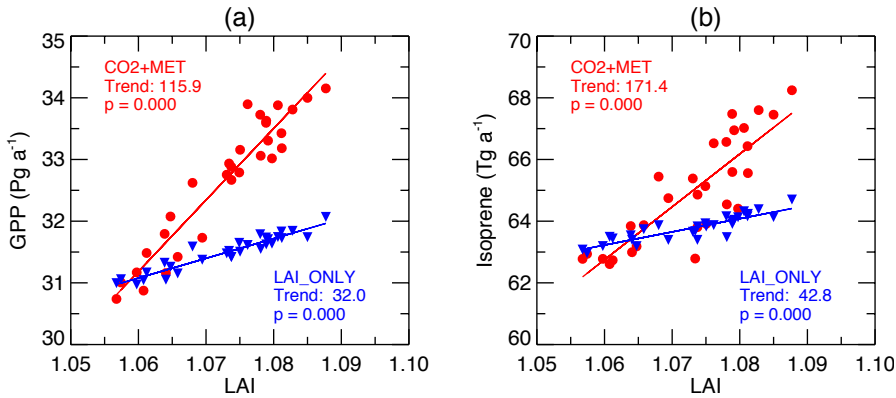 (a)
GPP (Pg a⁻¹)
35
34
33
32
31
30
CO2+MET
Trend: 115.9
p = 0.000
LAI_ONLY
Trend: 32.0
p = 0.000
1.05 1.06 1.07 1.08 1.09 1.10
LAI
(b)
Isoprene (Tg a⁻¹)
70
68
66
64
62
60
CO2+MET
Trend: 171.4
p = 0.000
LAI_ONLY
Trend: 42.8
p = 0.000
1.05 1.06 1.07 1.08 1.09 1.10
LAI